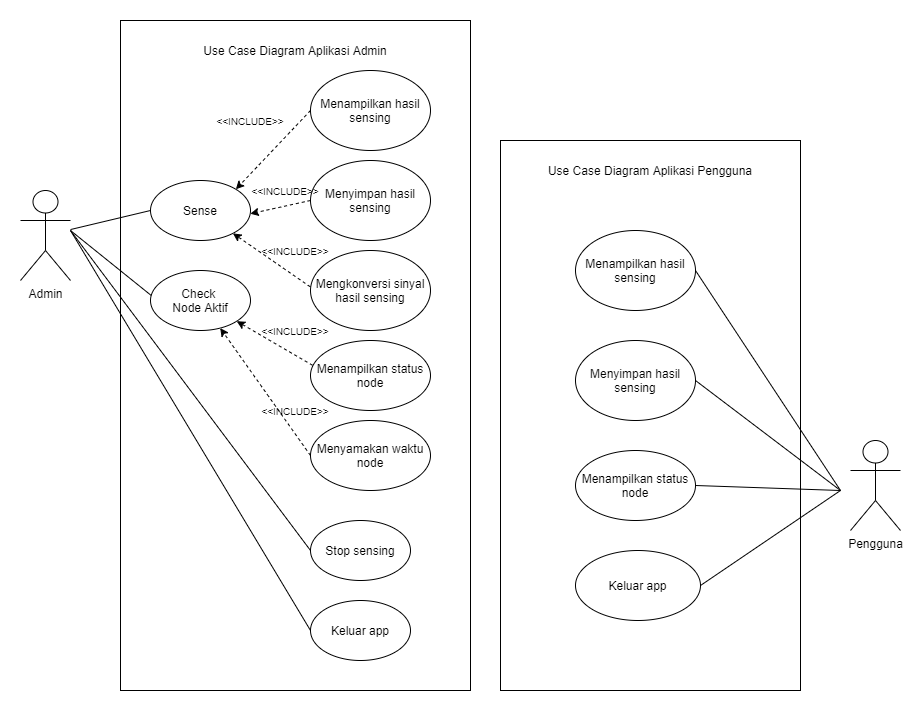 Use Case Diagram Aplikasi Admin
Menampilkan hasil
sensing
<<INCLUDE>>
<<INCLUDE>>
Menyimpan hasil
sensing
Sense
<<INCLUDE>>
Mengkonversi sinyal
hasil sensing
Admin
Check
Node Aktif
<<INCLUDE>>
Menampilkan status
node
<<INCLUDE>>
Menyamakan waktu
node
Stop sensing
Keluar app
Use Case Diagram Aplikasi Pengguna
Menampilkan hasil
sensing
Menyimpan hasil
sensing
Menampilkan status
node
Keluar app
Pengguna